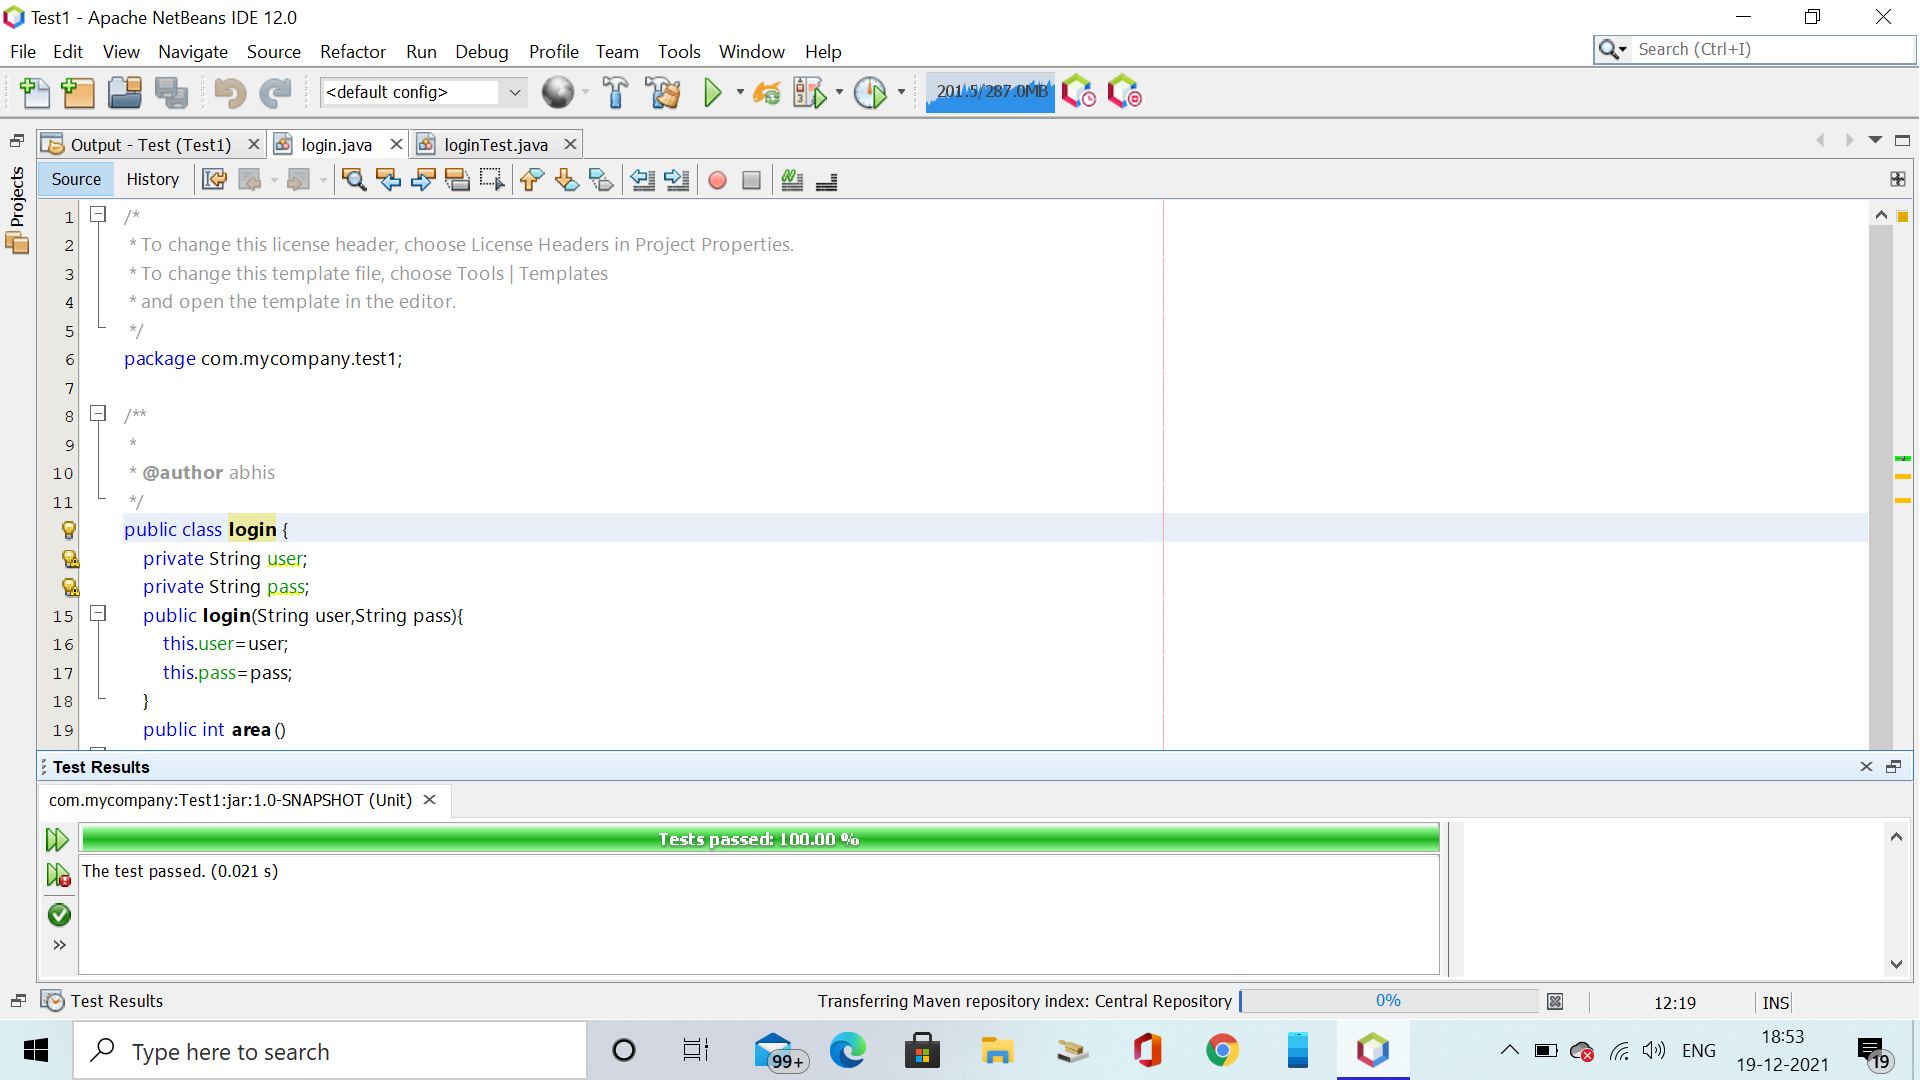 Test1 - Apache NetBeans IDE 12.0
File Edit View Navigate Source Refactor Run Debug Profile Team Tools Window Help
Search (Ctrl+I)
<default config>
201.5/287.0MB
Output - Test (Test1)
login.java
loginTest.java
Projects
Source History
1 /*
2 * To change this license header, choose License Headers in Project Properties.
3 * To change this template file, choose Tools | Templates
4 * and open the template in the editor.
5 */
6 package com.mycompany.test1;
7
8 /**
9 *
10 * @author abhis
11 */
public class login {
private String user;
private String pass;
15 public login(String user,String pass){
16 this.user=user;
17 this.pass=pass;
18 }
19 public int area()
Test Results
com.mycompany:Test1:jar:1.0-SNAPSHOT (Unit)
Tests passed: 100.00 %
The test passed. (0.021 s)
Test Results
Transferring Maven repository index: Central Repository
0%
12:19
INS
Type here to search
99+
ENG
18:53
19-12-2021
19